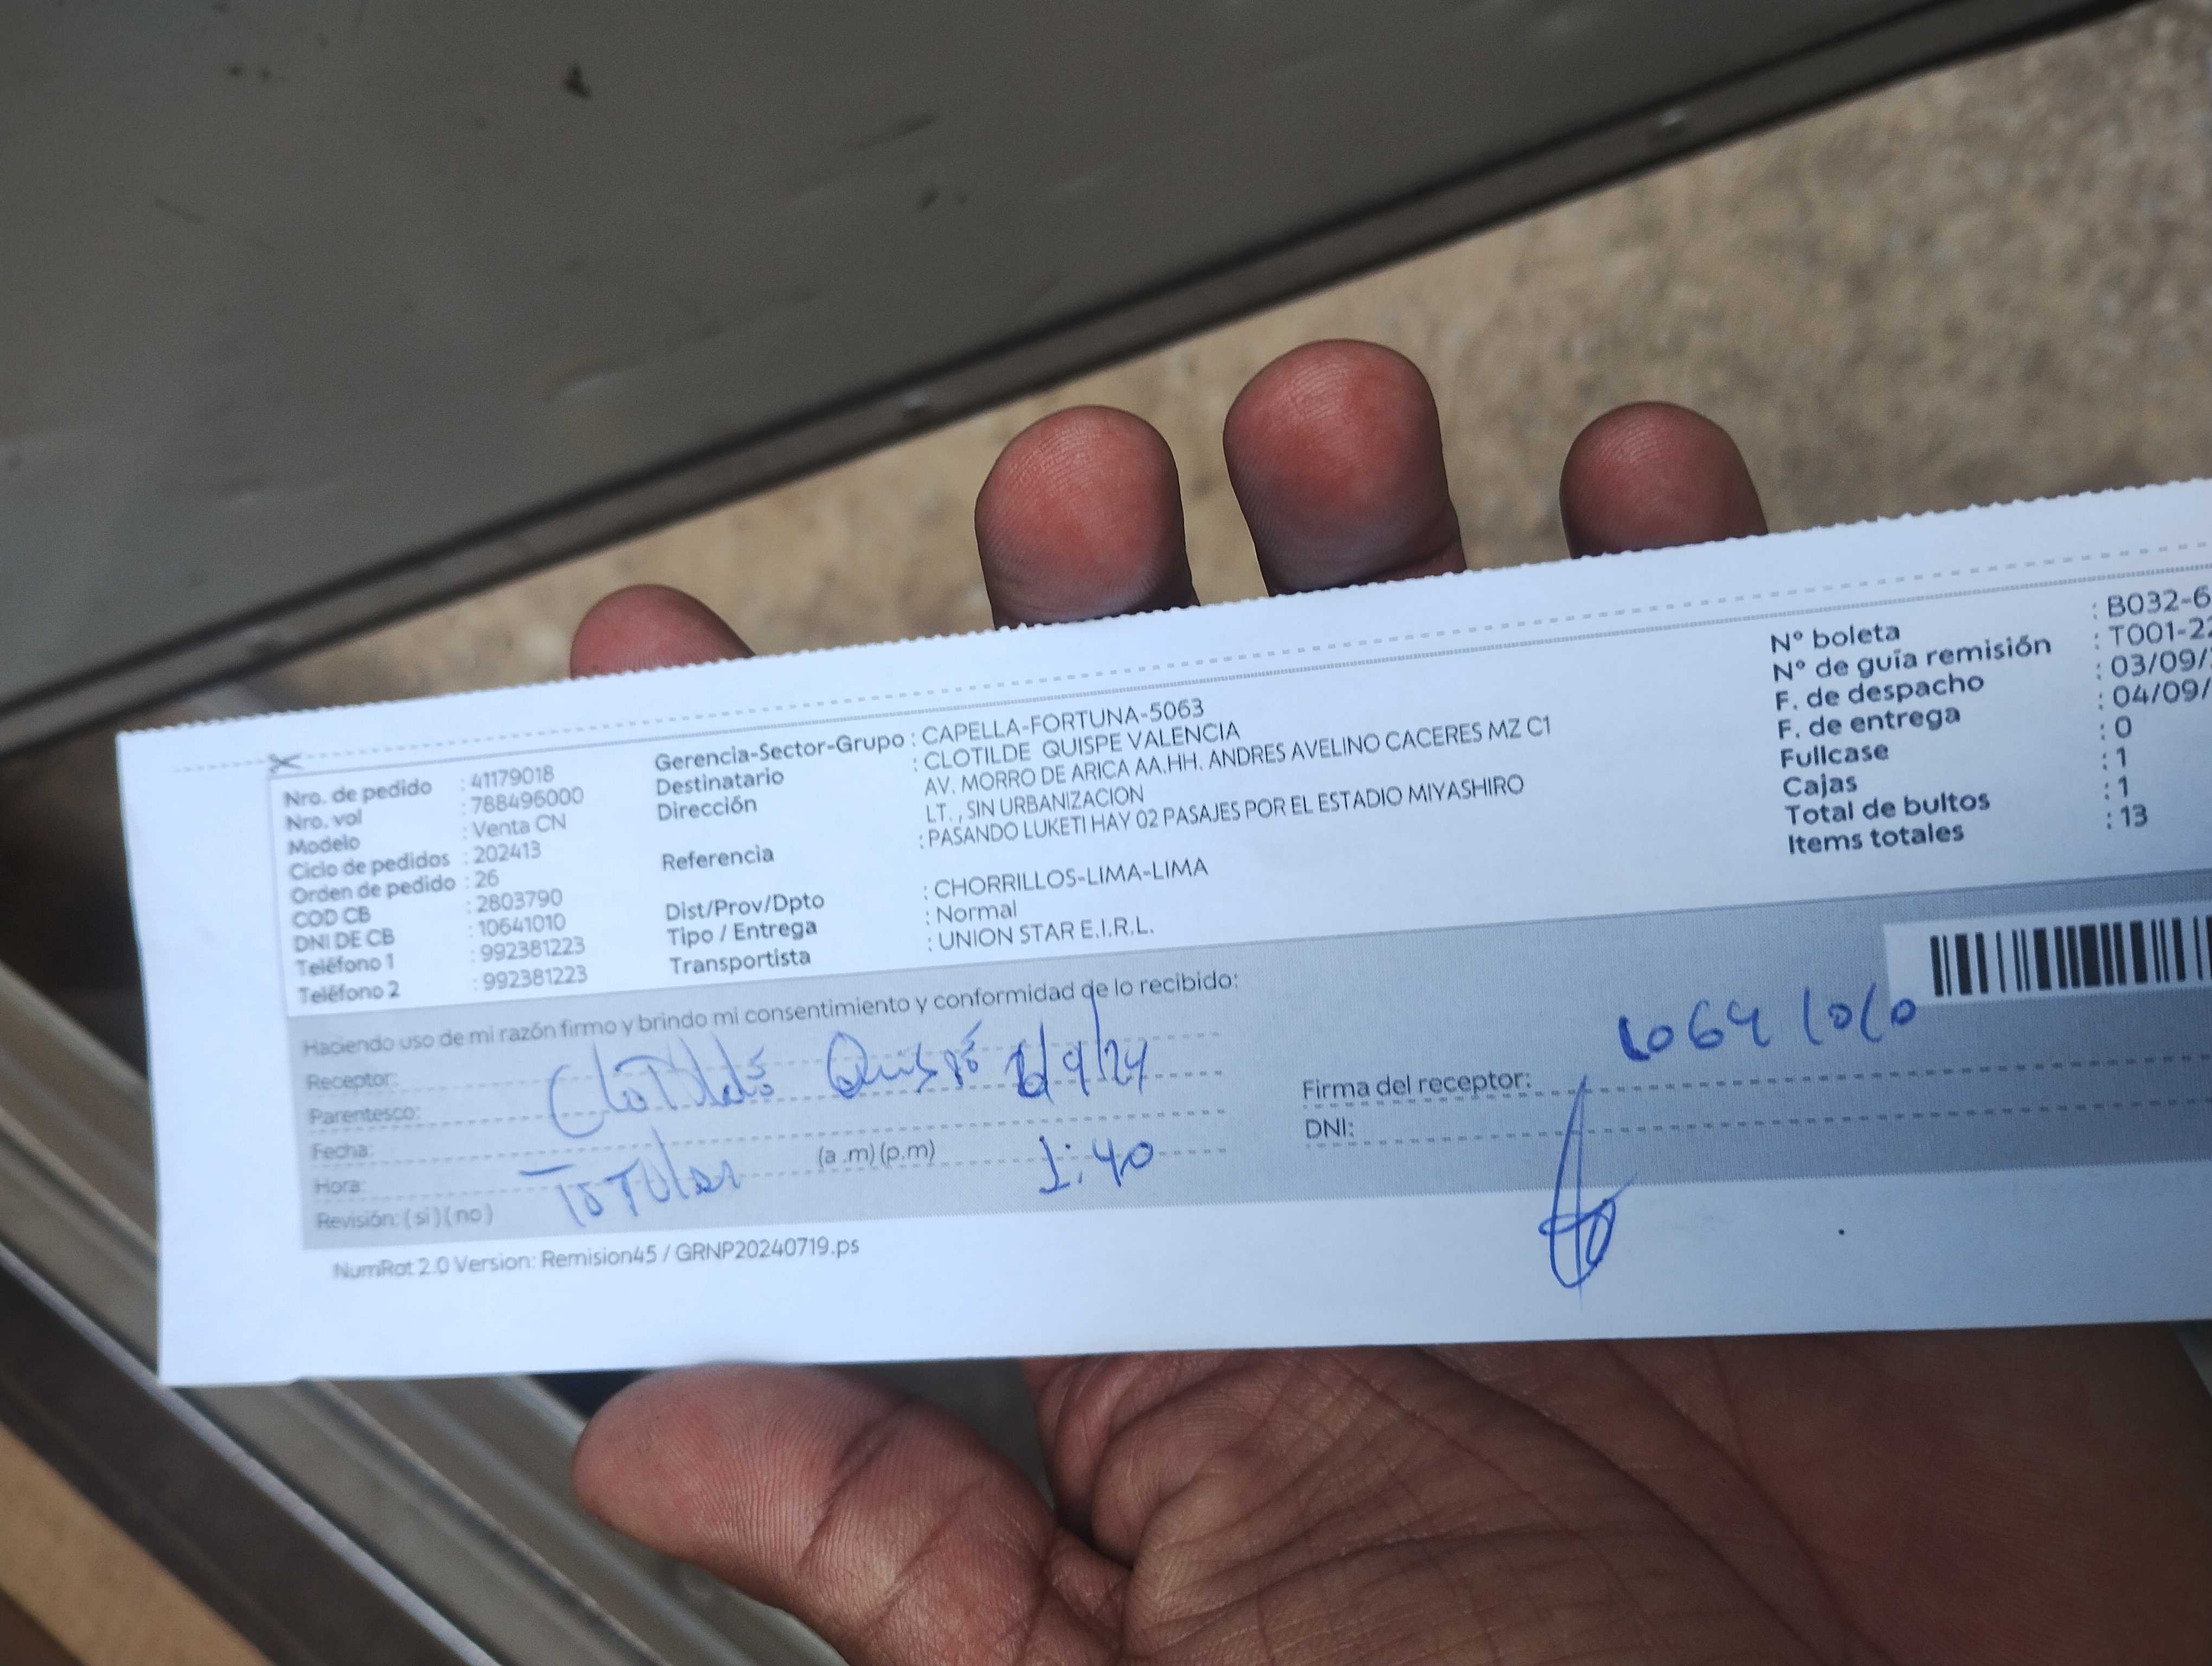 Nro. de pedido : 41179018
Nro. vol : 788496000
Modelo : Venta CN
Ciclo de pedidos : 202413
Orden de pedido : 26
COD CB : 2803790
DNI DE CB : 10641010
Teléfono 1 : 992381223
Teléfono 2 : 992381223
Gerencia-Sector-Grupo : CAPELLA-FORTUNA-5063
Destinatario : CLOTILDE QUISPE VALENCIA
Dirección AV. MORRO DE ARICA AA.HH. ANDRES AVELINO CACERES MZ C1
LT. , SIN URBANIZACION
Referencia : PASANDO LUKETI HAY 02 PASAJES POR EL ESTADIO MIYASHIRO
Dist/Prov/Dpto : CHORRILLOS-LIMA-LIMA
Tipo / Entrega : Normal
Transportista : UNION STAR E.I.R.L.
N° boleta : B032-6
N° de guía remisión : T001-22
F. de despacho : 03/09/
F. de entrega : 04/09/
Fullcase : 0
Cajas : 1
Total de bultos : 1
Items totales : 13
Haciendo uso de mi razón firmo y brindo mi consentimiento y conformidad de lo recibido:
Receptor:
Parentesco: Clotilde Quispe /9/24
Fecha:
Hora: Totular (a .m) (p.m) 1:40
Revisión: ( si ) ( no )
10641010
Firma del receptor:
DNI:
NumRot 2.0 Version: Remision45 / GRNP20240719.ps